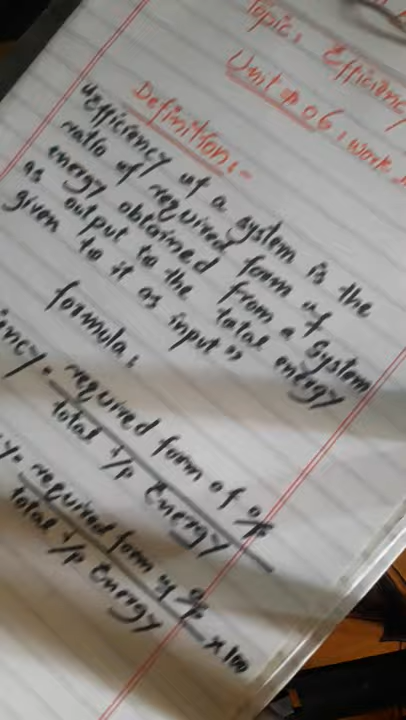 Topic: Efficiency
Unit # 06: Work
Definition:-
"Efficiency of a system is the
ratio of required form of
energy obtained from a system
as output to the total energy
given to it as input"
formula:
ency = required form of o/p
total i/p Energy
y = required form of o/p × 100
total i/p Energy